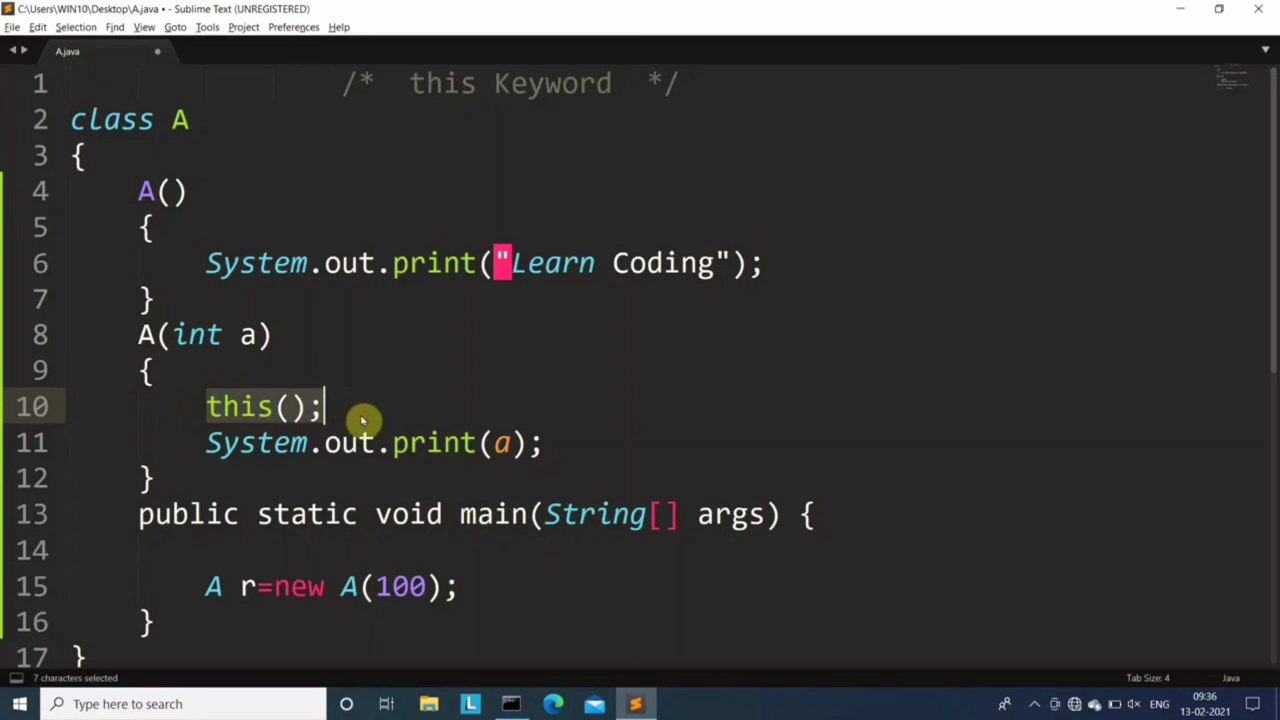 C:\Users\WIN10\Desktop\A.java • - Sublime Text (UNREGISTERED)
File Edit Selection Find View Goto Tools Project Preferences Help
A.java
1 /* this Keyword */
2 class A
3 {
4 A()
5 {
6 System.out.print("Learn Coding");
7 }
8 A(int a)
9 {
10 this();
11 System.out.print(a);
12 }
13 public static void main(String[] args) {
14
15 A r=new A(100);
16 }
17 }
7 characters selected Tab Size: 4 Java
Type here to search
ENG
09:36
13-02-2021